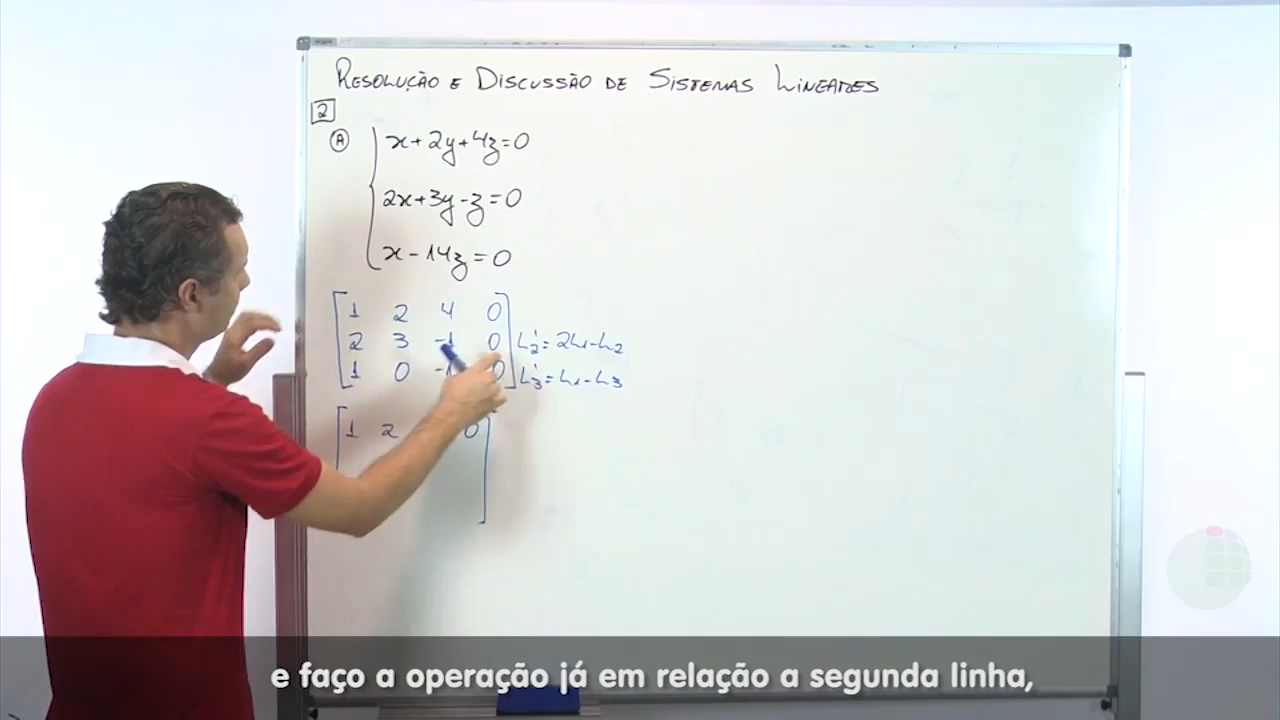 RESOLUÇÃO E DISCUSSÃO DE SISTEMAS LINEARES
2
A
x+2y+4z=0
2x+3y-z=0
x-14z=0
1 2 4 0
2 3 -1 0 L'2=2L1-L2
1 0 0 L'3=L1-L3
1 2 0
e faço a operação já em relação a segunda linha,